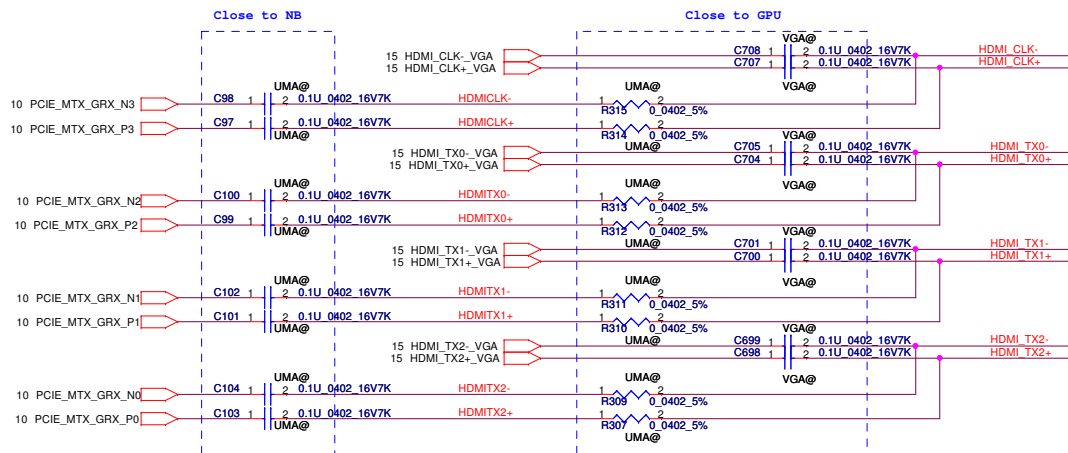 Close to NB
Close to GPU
VGA@
15 HDMI_CLK-_VGA C708 1 2 0.1U_0402_16V7K HDMI_CLK-
15 HDMI_CLK+_VGA C707 1 2 0.1U_0402_16V7K HDMI_CLK+
UMA@ VGA@
10 PCIE_MTX_GRX_N3 C98 1 2 0.1U_0402_16V7K HDMICLK- 1 2
R315 0_0402_5%
10 PCIE_MTX_GRX_P3 C97 1 2 0.1U_0402_16V7K HDMICLK+ 1 2
UMA@ R314 0_0402_5% VGA@
UMA@
15 HDMI_TX0-_VGA C705 1 2 0.1U_0402_16V7K HDMI_TX0-
15 HDMI_TX0+_VGA C704 1 2 0.1U_0402_16V7K HDMI_TX0+
UMA@ UMA@ VGA@
10 PCIE_MTX_GRX_N2 C100 1 2 0.1U_0402_16V7K HDMITX0- 1 2
R313 0_0402_5%
10 PCIE_MTX_GRX_P2 C99 1 2 0.1U_0402_16V7K HDMITX0+ 1 2
UMA@ R312 0_0402_5% VGA@
UMA@
15 HDMI_TX1-_VGA C701 1 2 0.1U_0402_16V7K HDMI_TX1-
15 HDMI_TX1+_VGA C700 1 2 0.1U_0402_16V7K HDMI_TX1+
UMA@ UMA@ VGA@
10 PCIE_MTX_GRX_N1 C102 1 2 0.1U_0402_16V7K HDMITX1- 1 2
R311 0_0402_5%
10 PCIE_MTX_GRX_P1 C101 1 2 0.1U_0402_16V7K HDMITX1+ 1 2
UMA@ R310 0_0402_5% VGA@
UMA@
15 HDMI_TX2-_VGA C699 1 2 0.1U_0402_16V7K HDMI_TX2-
15 HDMI_TX2+_VGA C698 1 2 0.1U_0402_16V7K HDMI_TX2+
UMA@ UMA@ VGA@
10 PCIE_MTX_GRX_N0 C104 1 2 0.1U_0402_16V7K HDMITX2- 1 2
R309 0_0402_5%
10 PCIE_MTX_GRX_P0 C103 1 2 0.1U_0402_16V7K HDMITX2+ 1 2
UMA@ R307 0_0402_5%
UMA@